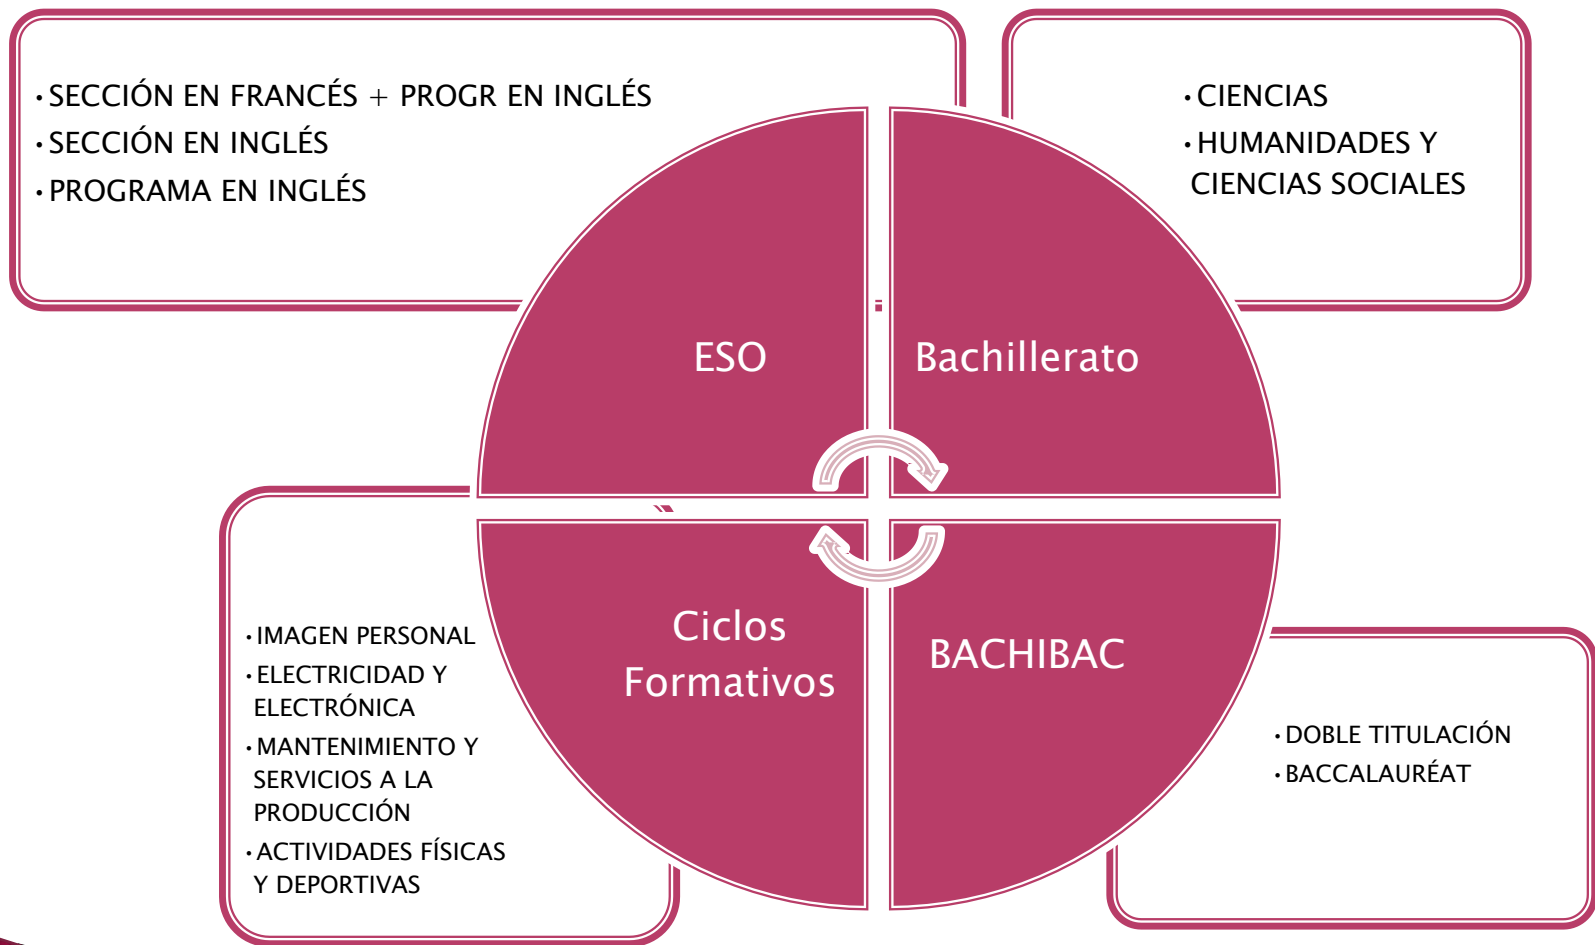 ·SECCIÓN EN FRANCÉS + PROGR EN INGLÉS
·SECCIÓN EN INGLÉS
·PROGRAMA EN INGLÉS
·CIENCIAS
·HUMANIDADES Y
CIENCIAS SOCIALES
ESO
Bachillerato
Ciclos
Formativos
BACHIBAC
·IMAGEN PERSONAL
·ELECTRICIDAD Y
ELECTRÓNICA
·MANTENIMIENTO Y
SERVICIOS A LA
PRODUCCIÓN
·ACTIVIDADES FÍSICAS
Y DEPORTIVAS
·DOBLE TITULACIÓN
·BACCALAURÉAT